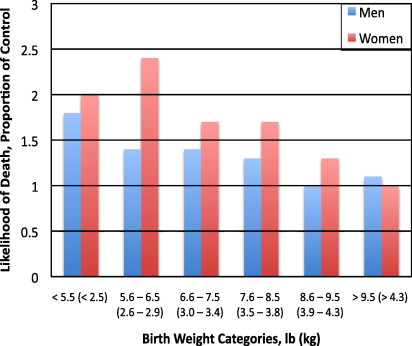 Likelihood of Death, Proportion of Control
3
2.5
2
1.5
1
0.5
0
Men
Women
< 5.5 (< 2.5)
5.6 – 6.5
(2.6 – 2.9)
6.6 – 7.5
(3.0 – 3.4)
7.6 – 8.5
(3.5 – 3.8)
8.6 – 9.5
(3.9 – 4.3)
> 9.5 (> 4.3)
Birth Weight Categories, lb (kg)